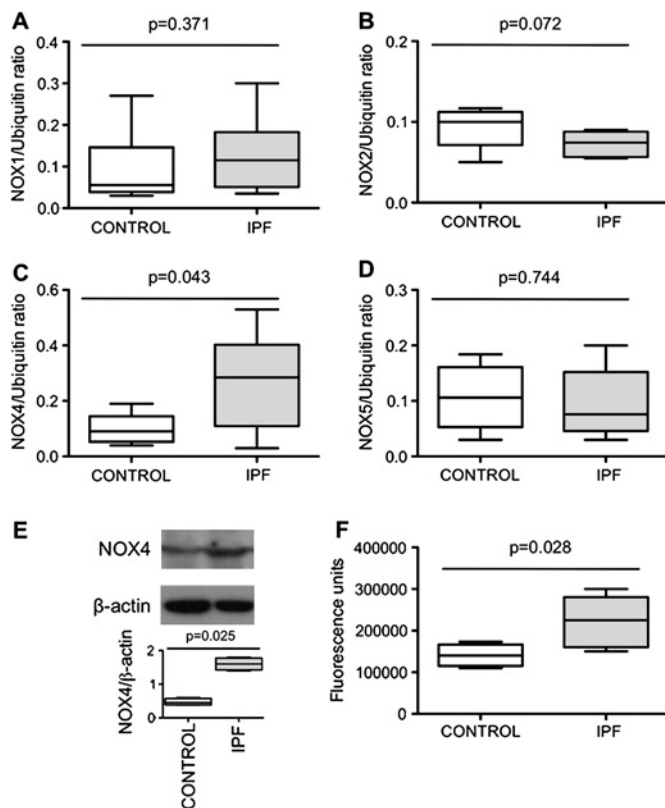 A
p=0.371
NOX1/Ubiquitin ratio
0.4
0.3
0.2
0.1
0.0
CONTROL IPF
B
p=0.072
NOX2/Ubiquitin ratio
0.2
0.1
0.0
CONTROL IPF
C
p=0.043
NOX4/Ubiquitin ratio
0.6
0.4
0.2
0.0
CONTROL IPF
D
p=0.744
NOX5/Ubiquitin ratio
0.3
0.2
0.1
0.0
CONTROL IPF
E
NOX4
β-actin
p=0.025
NOX4/β-actin
2
1
0
CONTROL IPF
F
p=0.028
Fluorescence units
400000
300000
200000
100000
0
CONTROL IPF